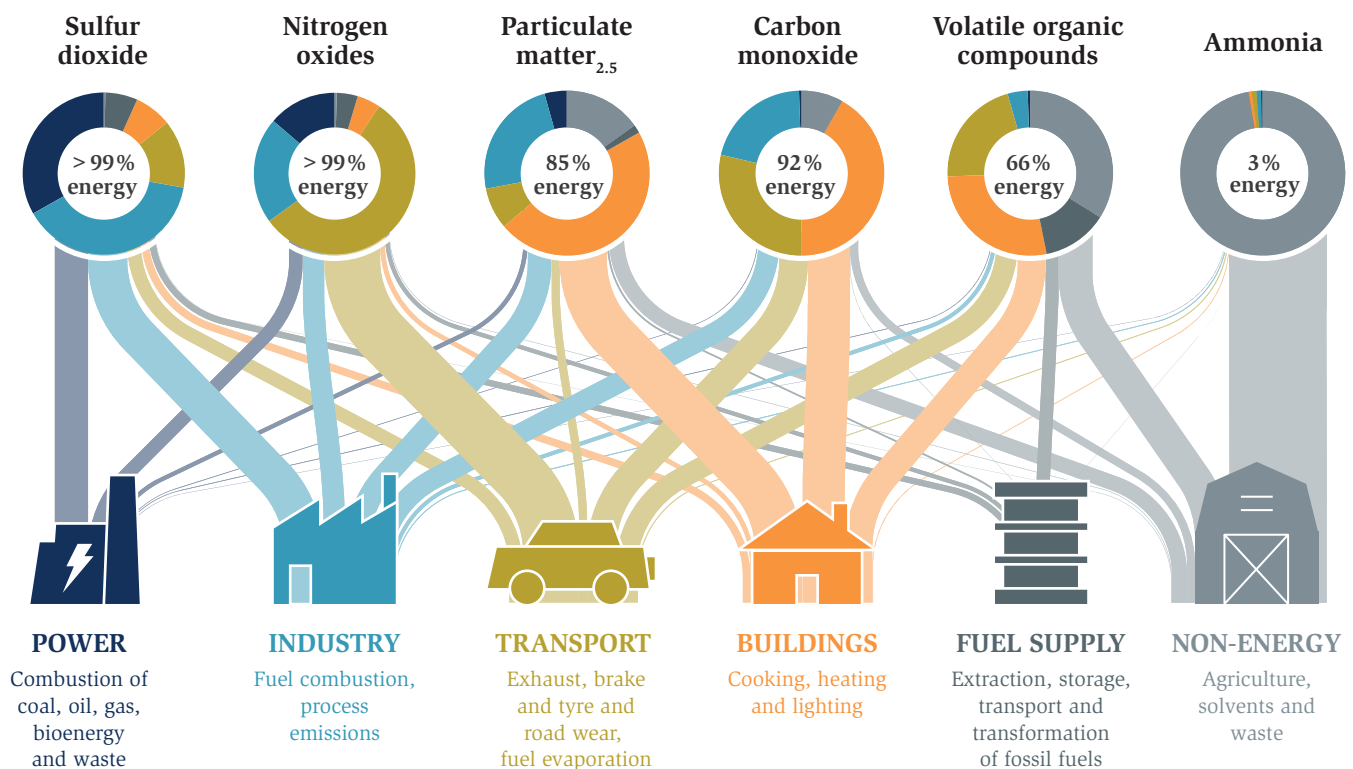 Sulfur
dioxide
Nitrogen
oxides
Particulate
matter2.5
Carbon
monoxide
Volatile organic
compounds
Ammonia
> 99%
energy
> 99%
energy
85%
energy
92%
energy
66%
energy
3%
energy
POWER
Combustion of
coal, oil, gas,
bioenergy
and waste
INDUSTRY
Fuel combustion,
process
emissions
TRANSPORT
Exhaust, brake
and tyre and
road wear,
fuel evaporation
BUILDINGS
Cooking, heating
and lighting
FUEL SUPPLY
Extraction, storage,
transport and
transformation
of fossil fuels
NON-ENERGY
Agriculture,
solvents and
waste